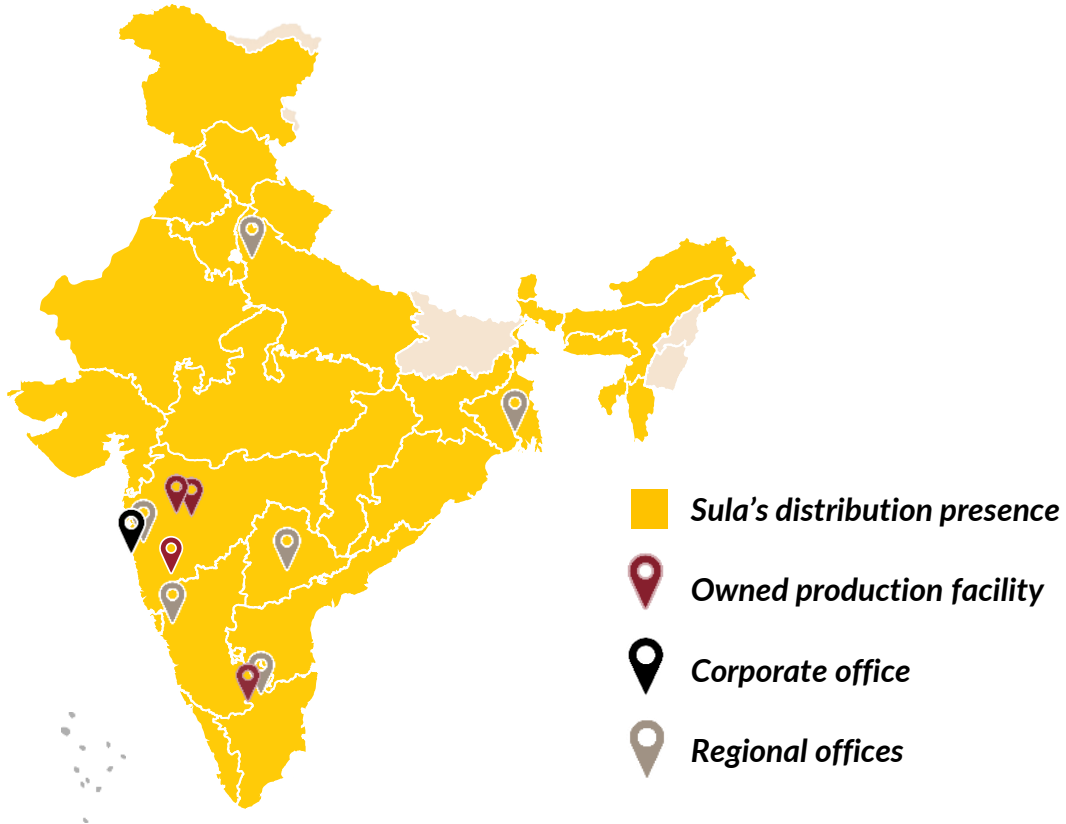 Sula’s distribution presence
Owned production facility
Corporate office
Regional offices